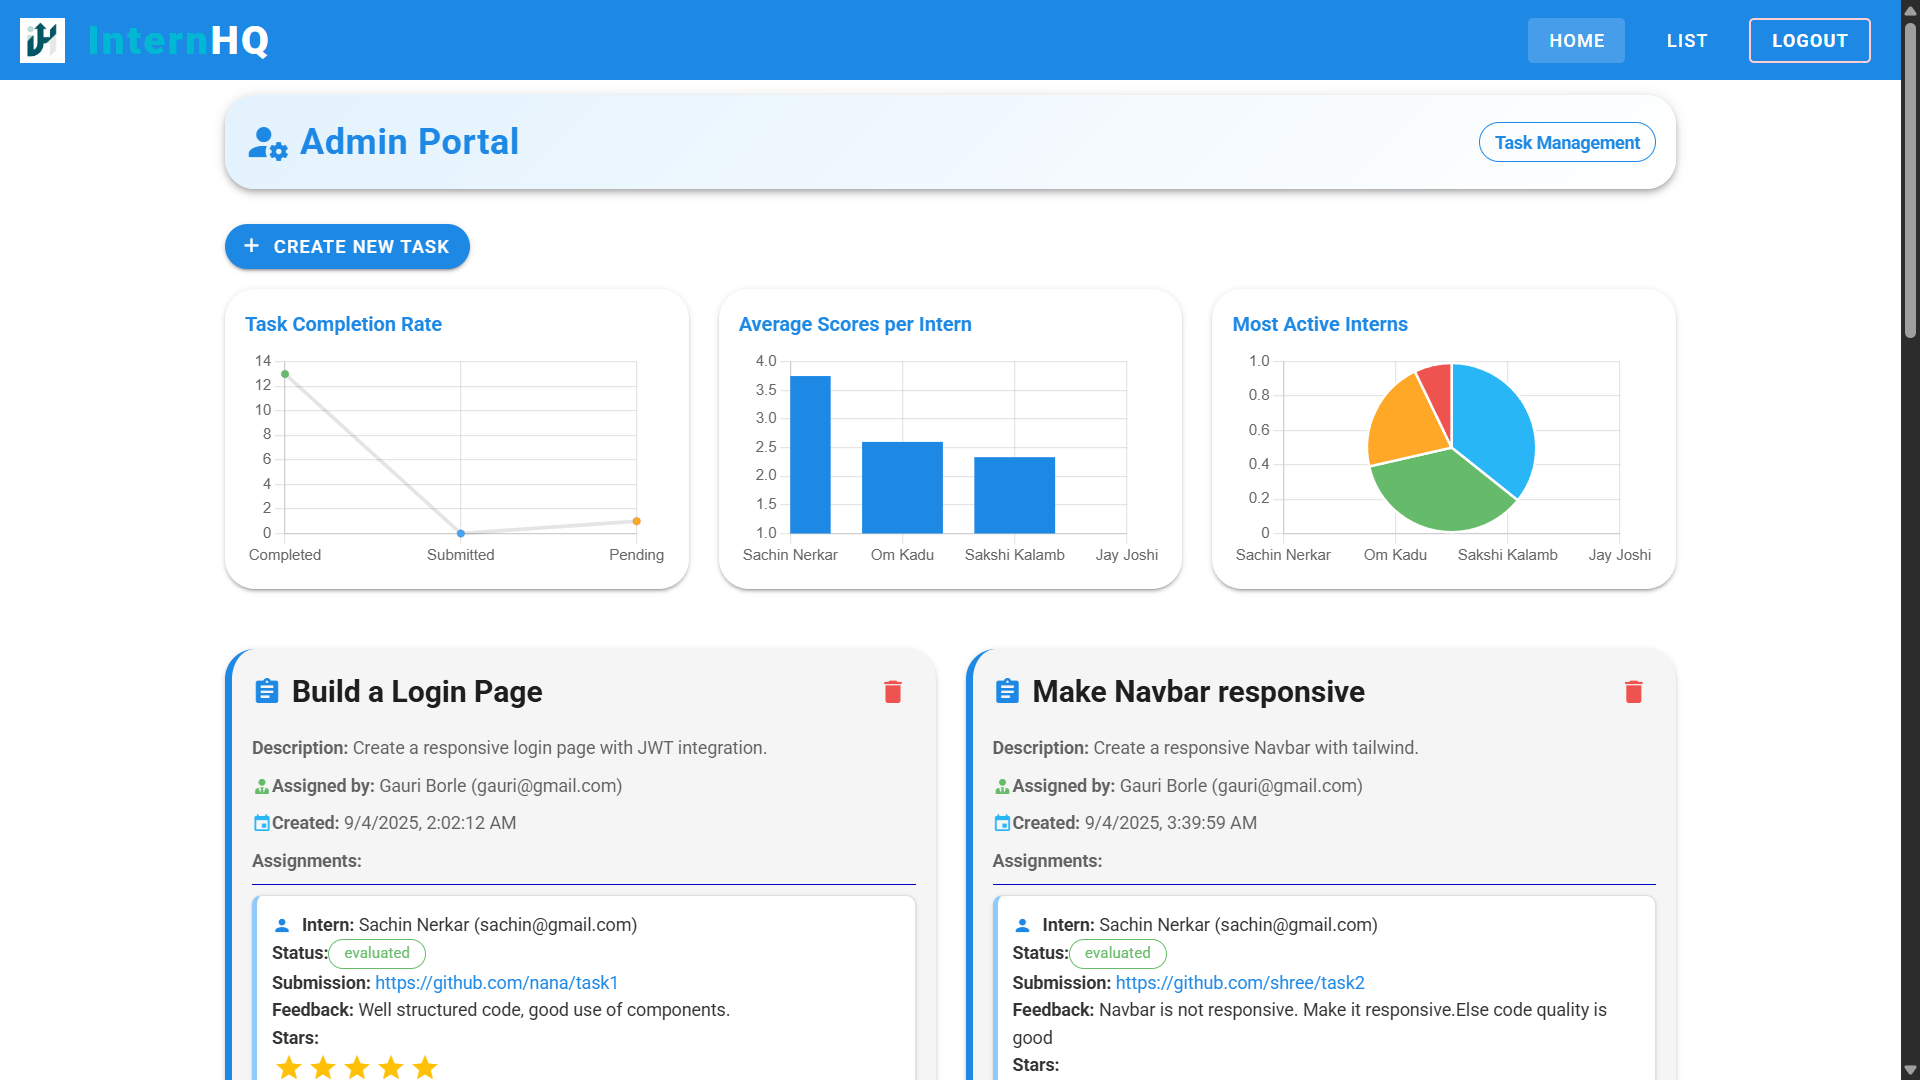 InternHQ
HOME
LIST
LOGOUT
Admin Portal
Task Management
+ CREATE NEW TASK
Task Completion Rate
14
12
10
8
6
4
2
0
Completed
Submitted
Pending
Average Scores per Intern
4.0
3.5
3.0
2.5
2.0
1.5
1.0
Sachin Nerkar
Om Kadu
Sakshi Kalamb
Jay Joshi
Most Active Interns
1.0
0.8
0.6
0.4
0.2
0
Sachin Nerkar
Om Kadu
Sakshi Kalamb
Jay Joshi
Build a Login Page
Description: Create a responsive login page with JWT integration.
Assigned by: Gauri Borle (gauri@gmail.com)
Created: 9/4/2025, 2:02:12 AM
Assignments:
Intern: Sachin Nerkar (sachin@gmail.com)
Status: evaluated
Submission: https://github.com/nana/task1
Feedback: Well structured code, good use of components.
Stars:
Make Navbar responsive
Description: Create a responsive Navbar with tailwind.
Assigned by: Gauri Borle (gauri@gmail.com)
Created: 9/4/2025, 3:39:59 AM
Assignments:
Intern: Sachin Nerkar (sachin@gmail.com)
Status: evaluated
Submission: https://github.com/shree/task2
Feedback: Navbar is not responsive. Make it responsive.Else code quality is
good
Stars: